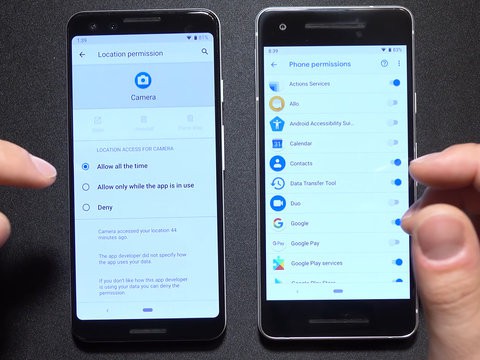 1:09
81%
Location permission
Camera
LOCATION ACCESS FOR CAMERA
Allow all the time
Allow only while the app is in use
Deny
Camera accessed your location 44
minutes ago.
The app developer did not specify how
the app uses your data.
If you don't like how this app developer
is using your data you can deny the
permission.
8:39
83%
Phone permissions
Actions Services
Allo
Android Accessibility Sui...
Calendar
Contacts
Data Transfer Tool
Duo
Google
G Pay
Google Pay
Google Play services
Google Play Store